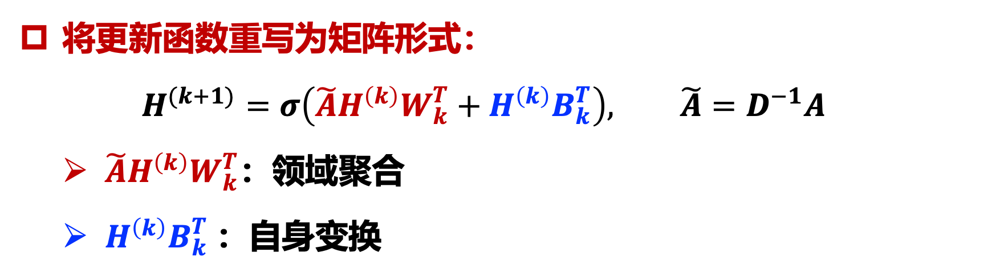 将更新函数重写为矩阵形式：
H^{(k+1)} = σ(ÃH^{(k)}W_k^T + H^{(k)}B_k^T), Ã = D^{-1}A
ÃH^{(k)}W_k^T：领域聚合
H^{(k)}B_k^T：自身变换